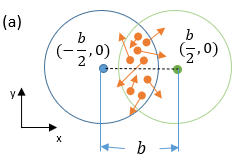 (a)
(-b/2, 0)
(b/2, 0)
y
x
b